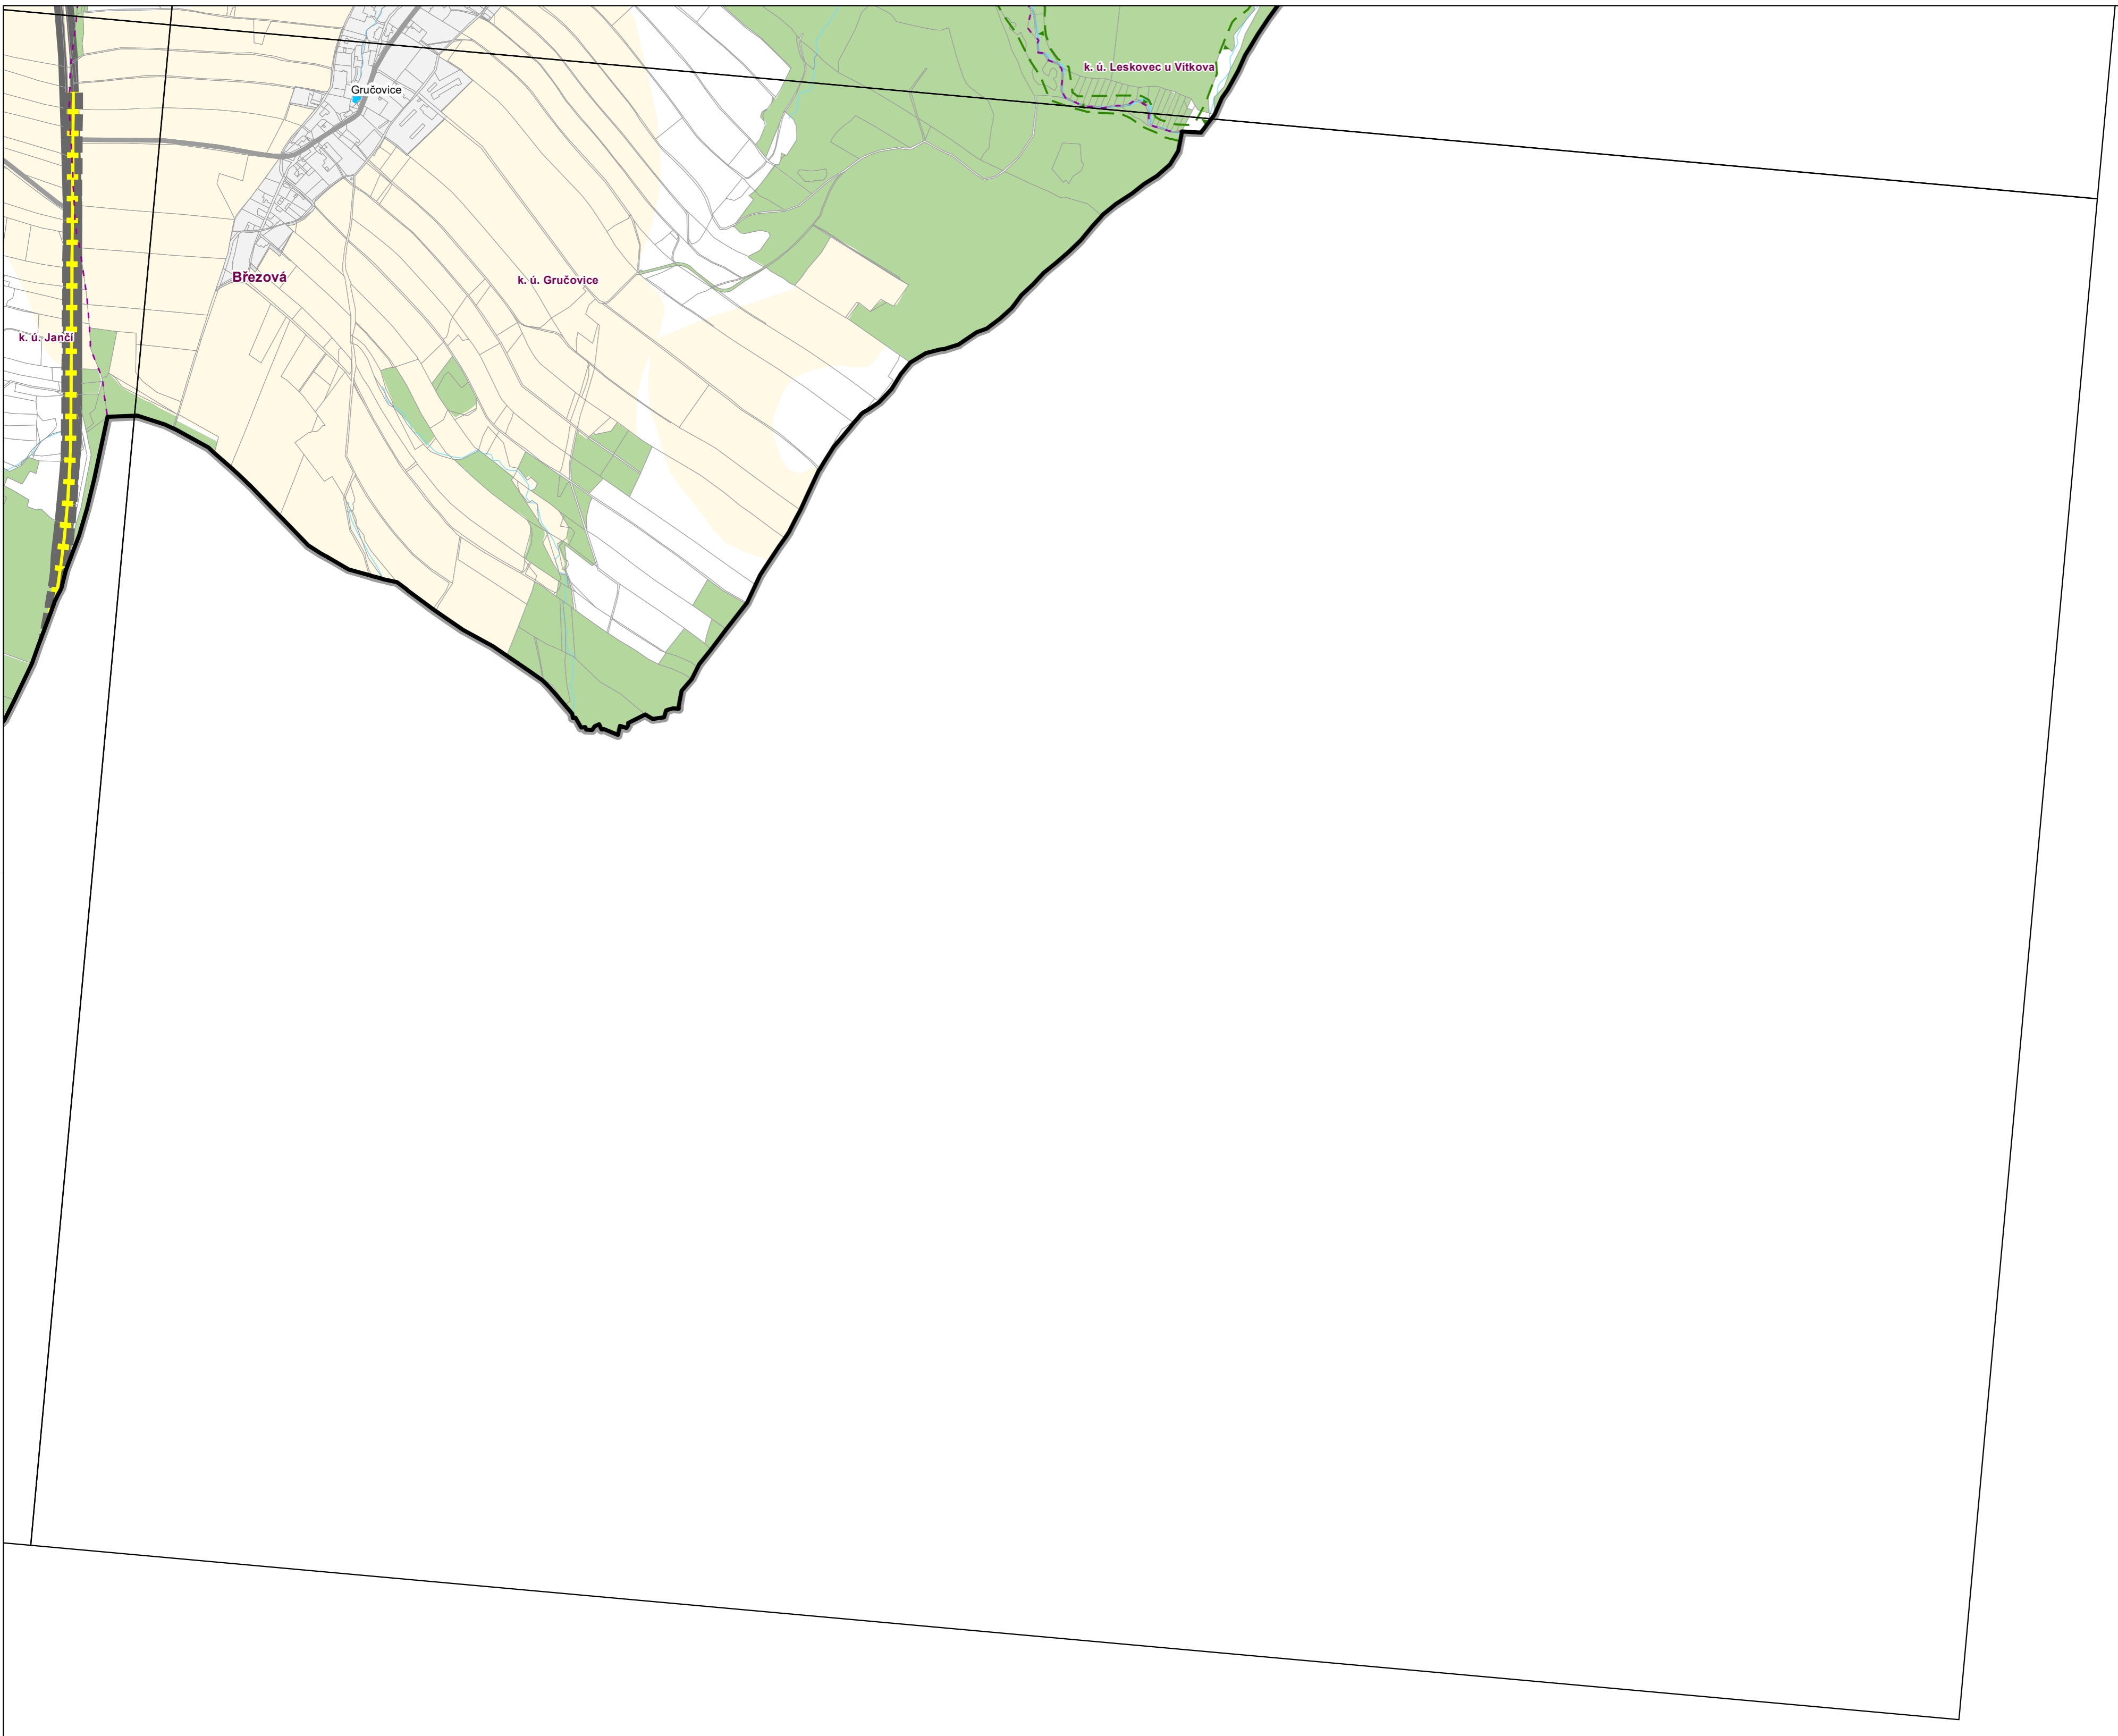 k. ú. Leskovec u Vítkova
Gručovice
Březová
k. ú. Gručovice
k. ú. Jančí